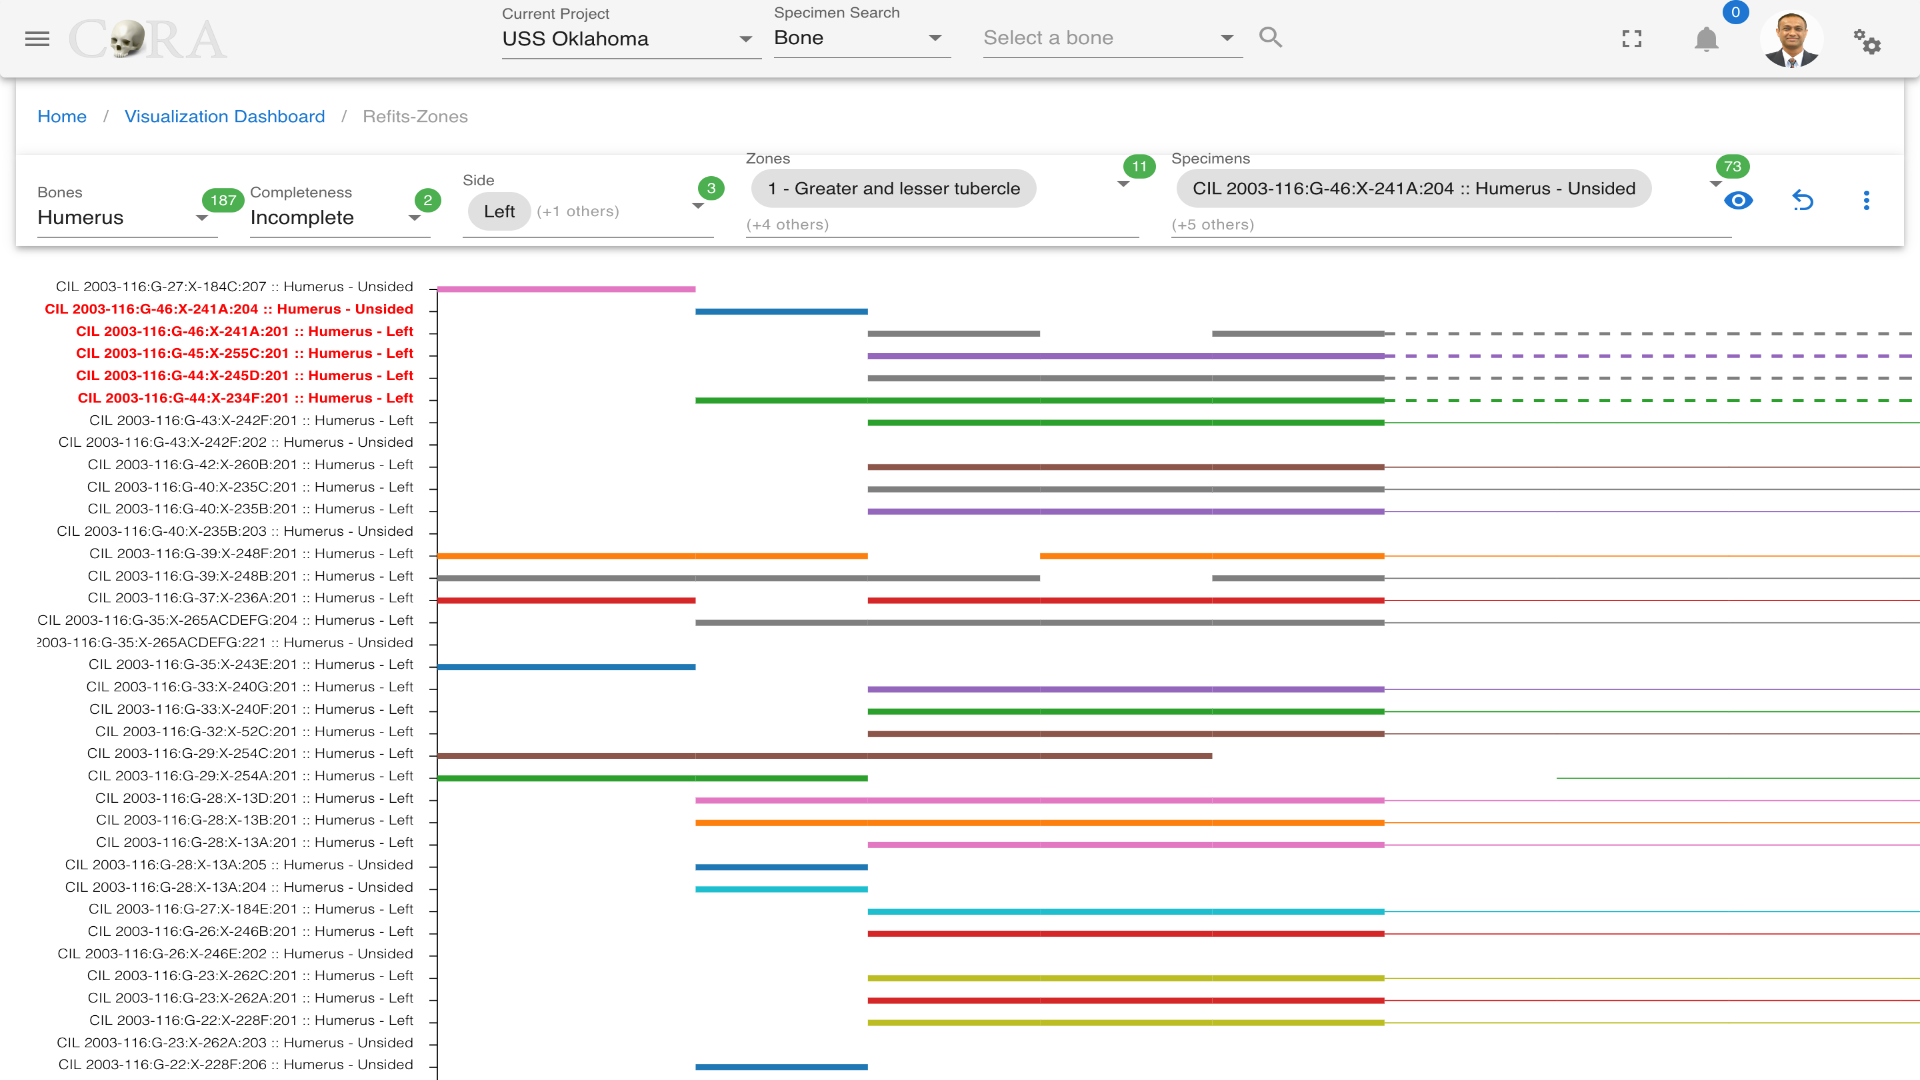 CORA
Current Project
USS Oklahoma
Specimen Search
Bone
Select a bone
0
Home / Visualization Dashboard / Refits-Zones
Bones
Humerus
187
Completeness
Incomplete
2
Side
Left (+1 others)
3
Zones
1 - Greater and lesser tubercle
(+4 others)
11
Specimens
CIL 2003-116:G-46:X-241A:204 :: Humerus - Unsided
(+5 others)
73
CIL 2003-116:G-27:X-184C:207 :: Humerus - Unsided
CIL 2003-116:G-46:X-241A:204 :: Humerus - Unsided
CIL 2003-116:G-46:X-241A:201 :: Humerus - Left
CIL 2003-116:G-45:X-255C:201 :: Humerus - Left
CIL 2003-116:G-44:X-245D:201 :: Humerus - Left
CIL 2003-116:G-44:X-234F:201 :: Humerus - Left
CIL 2003-116:G-43:X-242F:201 :: Humerus - Left
CIL 2003-116:G-43:X-242F:202 :: Humerus - Unsided
CIL 2003-116:G-42:X-260B:201 :: Humerus - Left
CIL 2003-116:G-40:X-235C:201 :: Humerus - Left
CIL 2003-116:G-40:X-235B:201 :: Humerus - Left
CIL 2003-116:G-40:X-235B:203 :: Humerus - Unsided
CIL 2003-116:G-39:X-248F:201 :: Humerus - Left
CIL 2003-116:G-39:X-248B:201 :: Humerus - Left
CIL 2003-116:G-37:X-236A:201 :: Humerus - Left
CIL 2003-116:G-35:X-265ACDEFG:204 :: Humerus - Left
2003-116:G-35:X-265ACDEFG:221 :: Humerus - Unsided
CIL 2003-116:G-35:X-243E:201 :: Humerus - Left
CIL 2003-116:G-33:X-240G:201 :: Humerus - Left
CIL 2003-116:G-33:X-240F:201 :: Humerus - Left
CIL 2003-116:G-32:X-52C:201 :: Humerus - Left
CIL 2003-116:G-29:X-254C:201 :: Humerus - Left
CIL 2003-116:G-29:X-254A:201 :: Humerus - Left
CIL 2003-116:G-28:X-13D:201 :: Humerus - Left
CIL 2003-116:G-28:X-13B:201 :: Humerus - Left
CIL 2003-116:G-28:X-13A:201 :: Humerus - Left
CIL 2003-116:G-28:X-13A:205 :: Humerus - Unsided
CIL 2003-116:G-28:X-13A:204 :: Humerus - Unsided
CIL 2003-116:G-27:X-184E:201 :: Humerus - Left
CIL 2003-116:G-26:X-246B:201 :: Humerus - Left
CIL 2003-116:G-26:X-246E:202 :: Humerus - Unsided
CIL 2003-116:G-23:X-262C:201 :: Humerus - Left
CIL 2003-116:G-23:X-262A:201 :: Humerus - Left
CIL 2003-116:G-22:X-228F:201 :: Humerus - Left
CIL 2003-116:G-23:X-262A:203 :: Humerus - Unsided
CIL 2003-116:G-22:X-228F:206 :: Humerus - Unsided